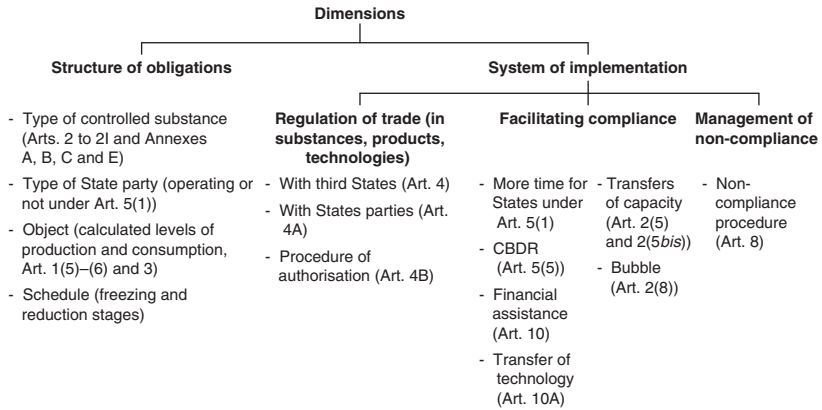 Dimensions
Structure of obligations
- Type of controlled substance
(Arts. 2 to 2I and Annexes
A, B, C and E)
- Type of State party (operating or
not under Art. 5(1))
- Object (calculated levels of
production and consumption,
Art. 1(5)–(6) and 3)
- Schedule (freezing and
reduction stages)
System of implementation
Regulation of trade (in
substances, products,
technologies)
- With third States (Art. 4)
- With States parties (Art.
4A)
- Procedure of
authorisation (Art. 4B)
Facilitating compliance
- More time for
States under
Art. 5(1)
- CBDR
(Art. 5(5))
- Financial
assistance
(Art. 10)
- Transfer of
technology
(Art. 10A)
- Transfers
of capacity
(Art. 2(5)
and 2(5bis))
- Bubble
(Art. 2(8))
Management of
non-compliance
- Non-
compliance
procedure
(Art. 8)